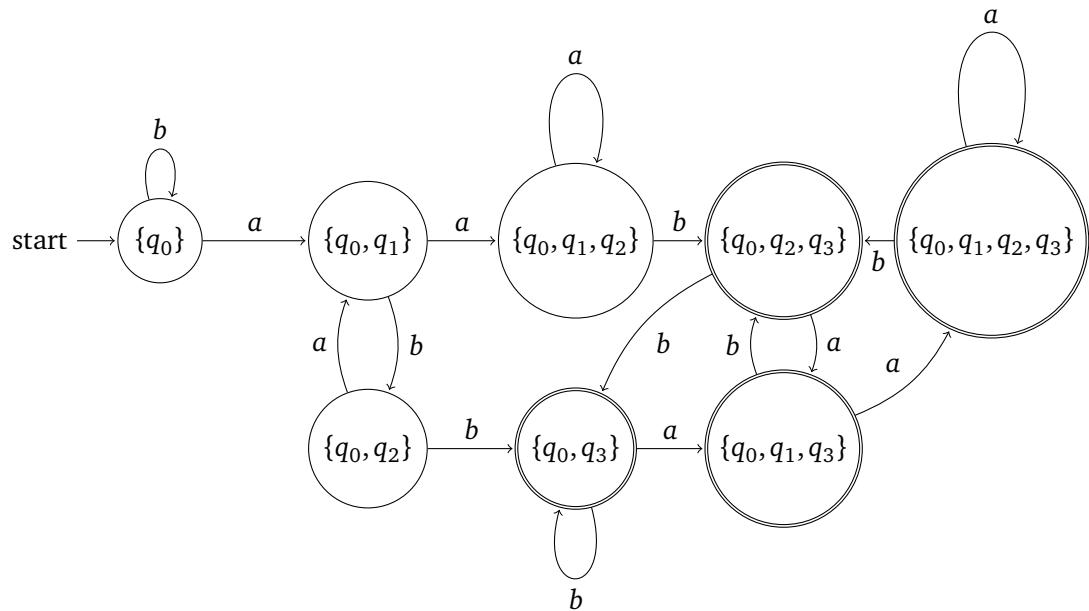 a
a
b
start
{q₀}
a
{q₀, q₁}
a
{q₀, q₁, q₂}
b
{q₀, q₂, q₃}
b
{q₀, q₁, q₂, q₃}
a
b
b
b
a
a
{q₀, q₂}
b
{q₀, q₃}
a
{q₀, q₁, q₃}
b